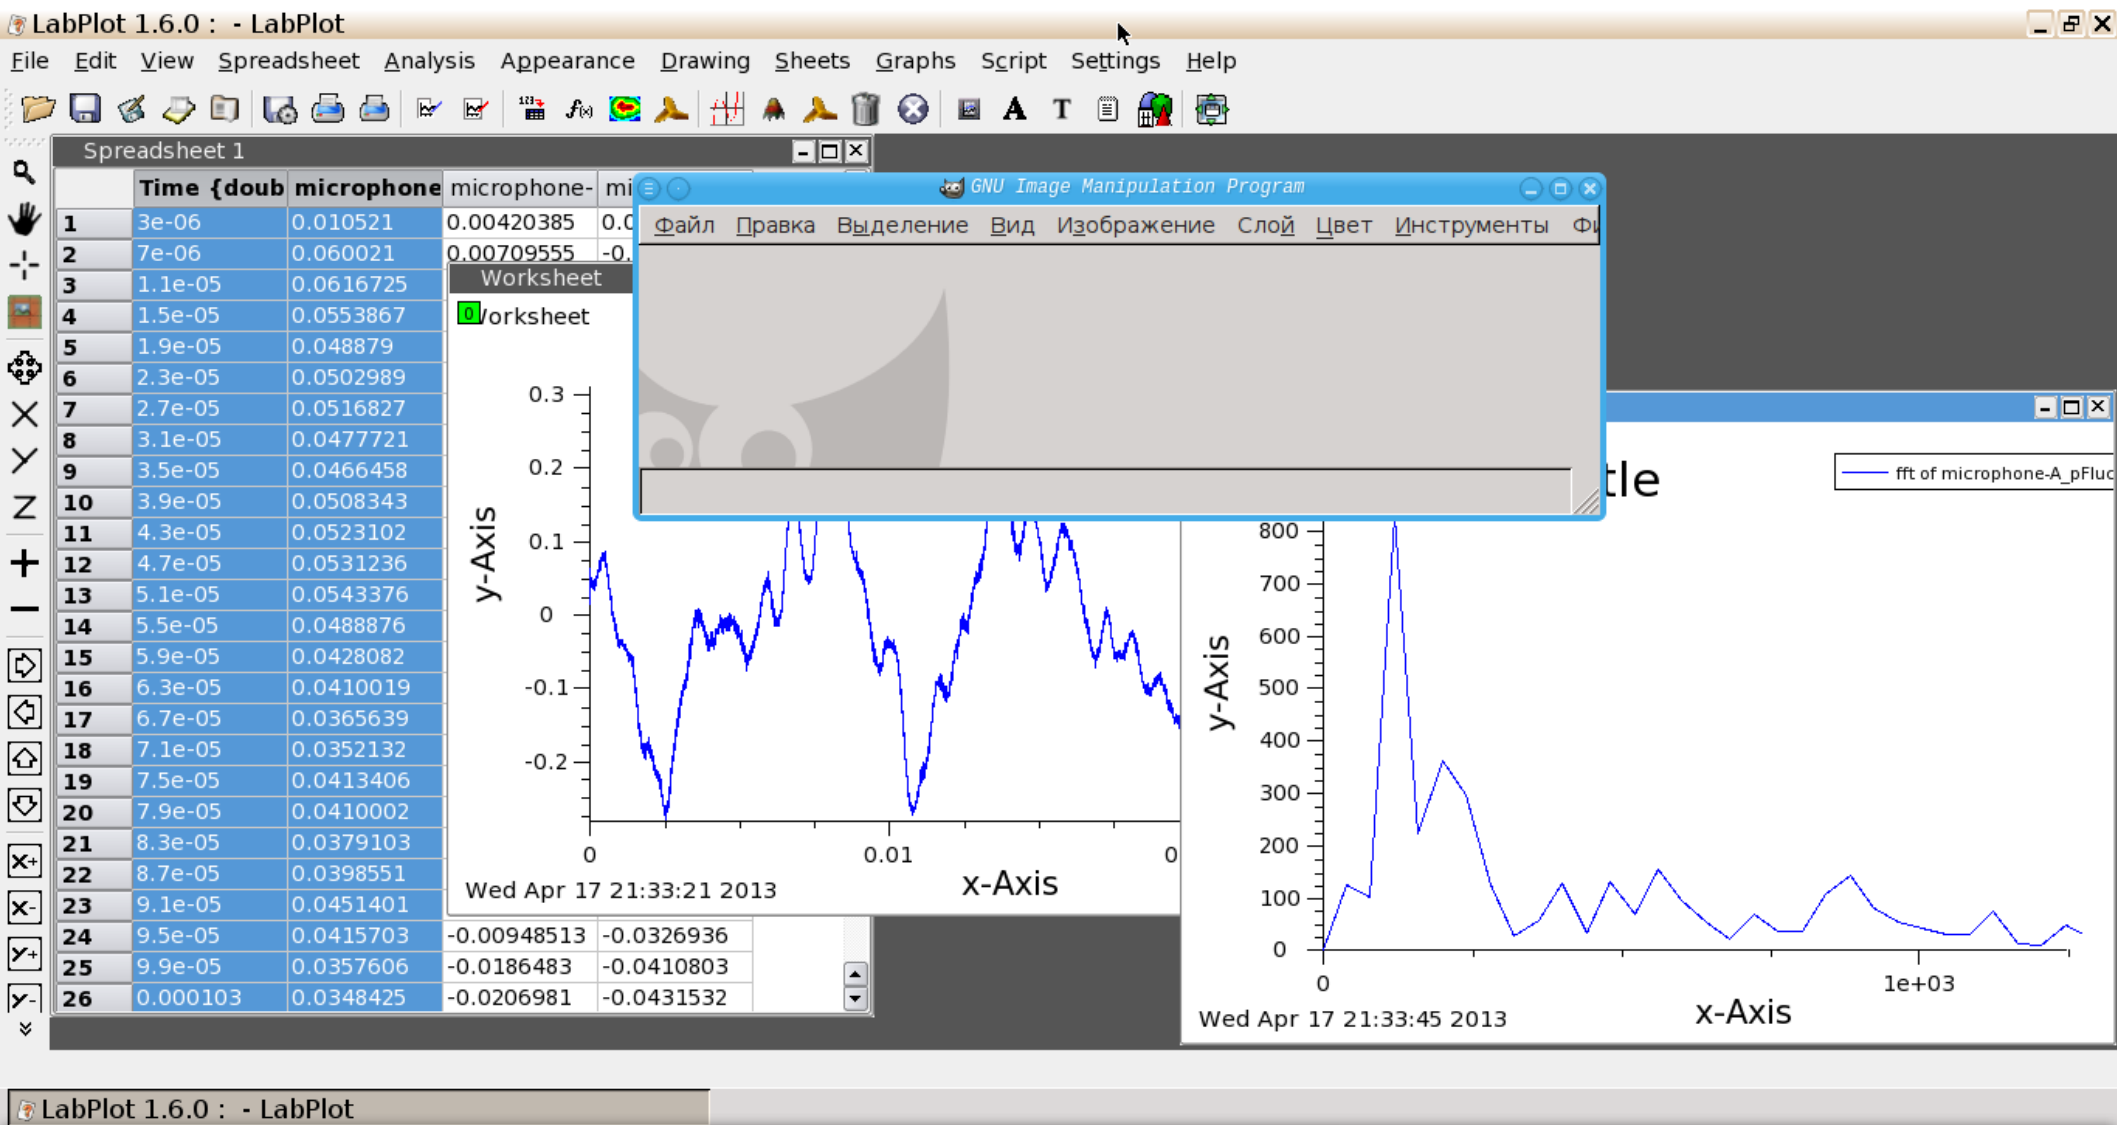 LabPlot 1.6.0 : - LabPlot
File Edit View Spreadsheet Analysis Appearance Drawing Sheets Graphs Script Settings Help
Spreadsheet 1
Time {doub microphone microphone- mi
1 3e-06 0.010521 0.00420385 0.0
2 7e-06 0.060021 0.00709555 -0.
3 1.1e-05 0.0616725
4 1.5e-05 0.0553867
5 1.9e-05 0.048879
6 2.3e-05 0.0502989
7 2.7e-05 0.0516827
8 3.1e-05 0.0477721
9 3.5e-05 0.0466458
10 3.9e-05 0.0508343
11 4.3e-05 0.0523102
12 4.7e-05 0.0531236
13 5.1e-05 0.0543376
14 5.5e-05 0.0488876
15 5.9e-05 0.0428082
16 6.3e-05 0.0410019
17 6.7e-05 0.0365639
18 7.1e-05 0.0352132
19 7.5e-05 0.0413406
20 7.9e-05 0.0410002
21 8.3e-05 0.0379103
22 8.7e-05 0.0398551
23 9.1e-05 0.0451401
24 9.5e-05 0.0415703 -0.00948513 -0.0326936
25 9.9e-05 0.0357606 -0.0186483 -0.0410803
26 0.000103 0.0348425 -0.0206981 -0.0431532
GNU Image Manipulation Program
Файл Правка Выделение Вид Изображение Слой Цвет Инструменты Фи
Worksheet
0 Worksheet
0.3
0.2
0.1
0
-0.1
-0.2
y-Axis
0 0.01 0
x-Axis
Wed Apr 17 21:33:21 2013
tle
fft of microphone-A_pFluc
800
700
600
500
400
300
200
100
0
y-Axis
0 1e+03
x-Axis
Wed Apr 17 21:33:45 2013
X+
X-
Y+
Y-
LabPlot 1.6.0 : - LabPlot